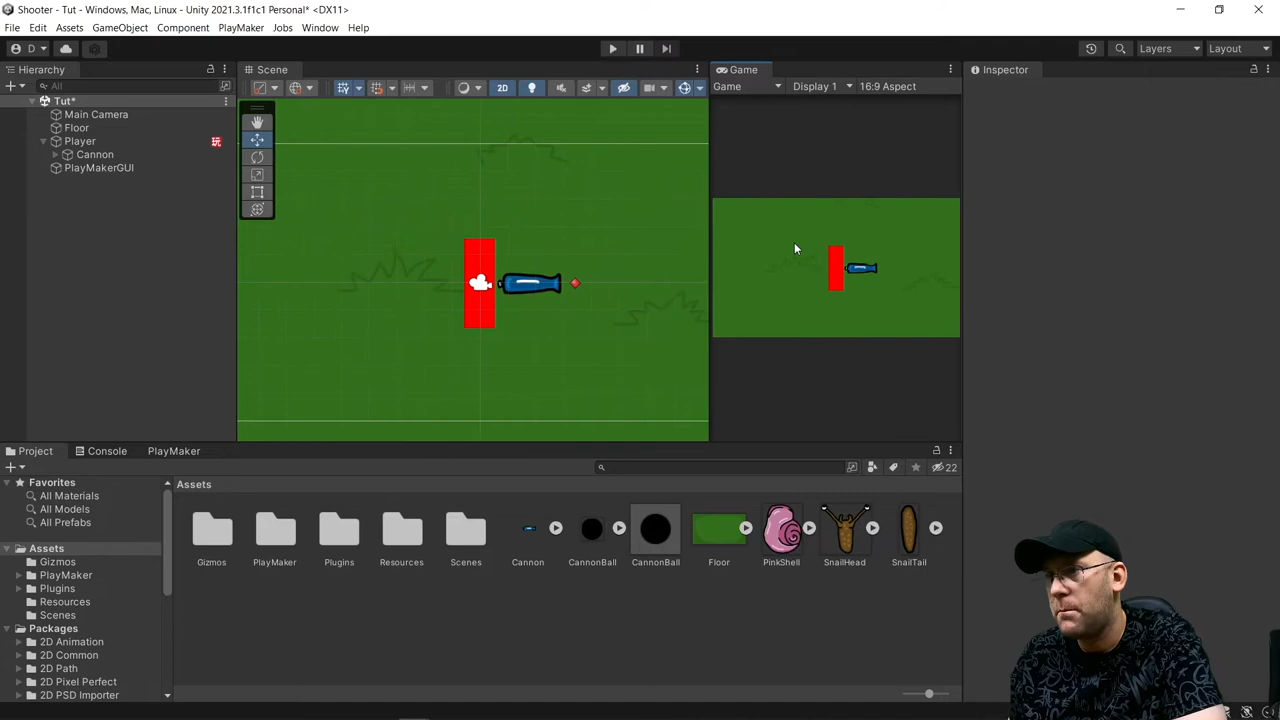 Shooter - Tut - Windows, Mac, Linux - Unity 2021.3.1f1c1 Personal* <DX11>
File Edit Assets GameObject Component PlayMaker Jobs Window Help
D Layers Layout
Hierarchy Scene Game Inspector
All 2D Game Display 1 16:9 Aspect
Tut*
Main Camera
Floor
Player 玩
Cannon
PlayMakerGUI
Project Console PlayMaker
22
Favorites
All Materials
All Models
All Prefabs
Assets
Gizmos
PlayMaker
Plugins
Resources
Scenes
Packages
2D Animation
2D Common
2D Path
2D Pixel Perfect
2D PSD Importer
Assets
Gizmos PlayMaker Plugins Resources Scenes Cannon CannonBall CannonBall Floor PinkShell SnailHead SnailTail